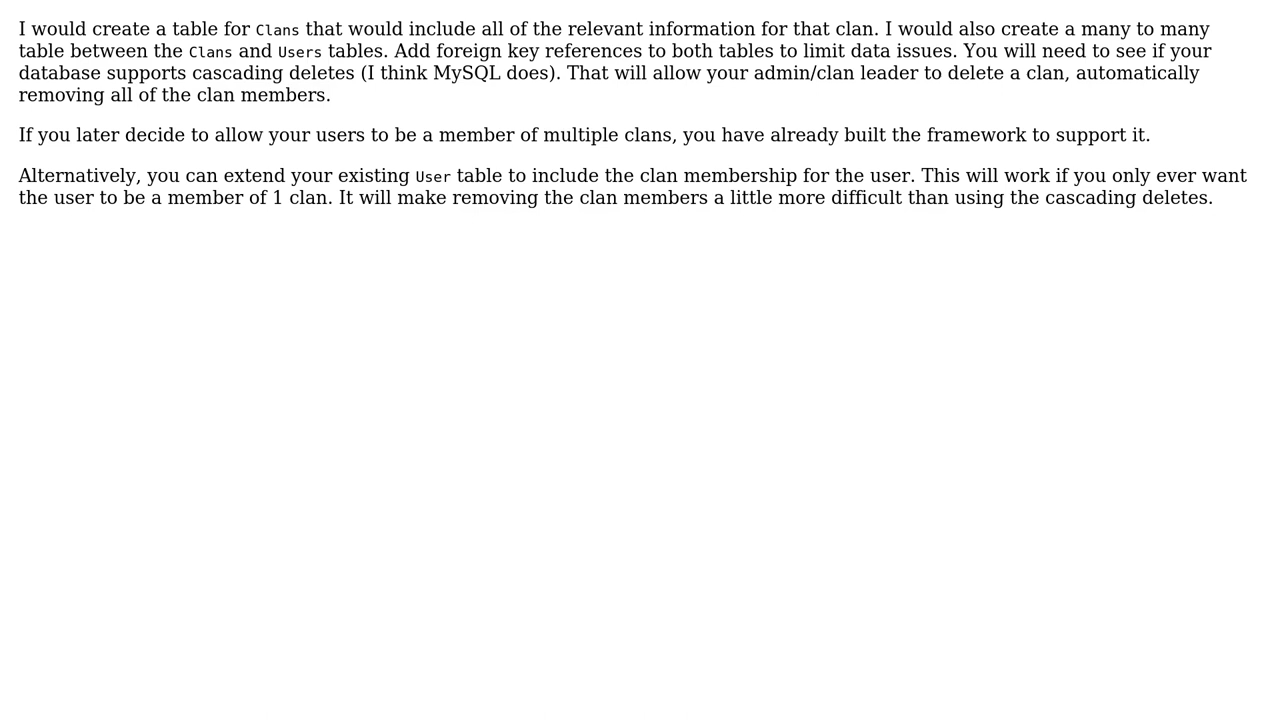 I would create a table for Clans that would include all of the relevant information for that clan. I would also create a many to many
table between the Clans and Users tables. Add foreign key references to both tables to limit data issues. You will need to see if your
database supports cascading deletes (I think MySQL does). That will allow your admin/clan leader to delete a clan, automatically
removing all of the clan members.
If you later decide to allow your users to be a member of multiple clans, you have already built the framework to support it.
Alternatively, you can extend your existing User table to include the clan membership for the user. This will work if you only ever want
the user to be a member of 1 clan. It will make removing the clan members a little more difficult than using the cascading deletes.